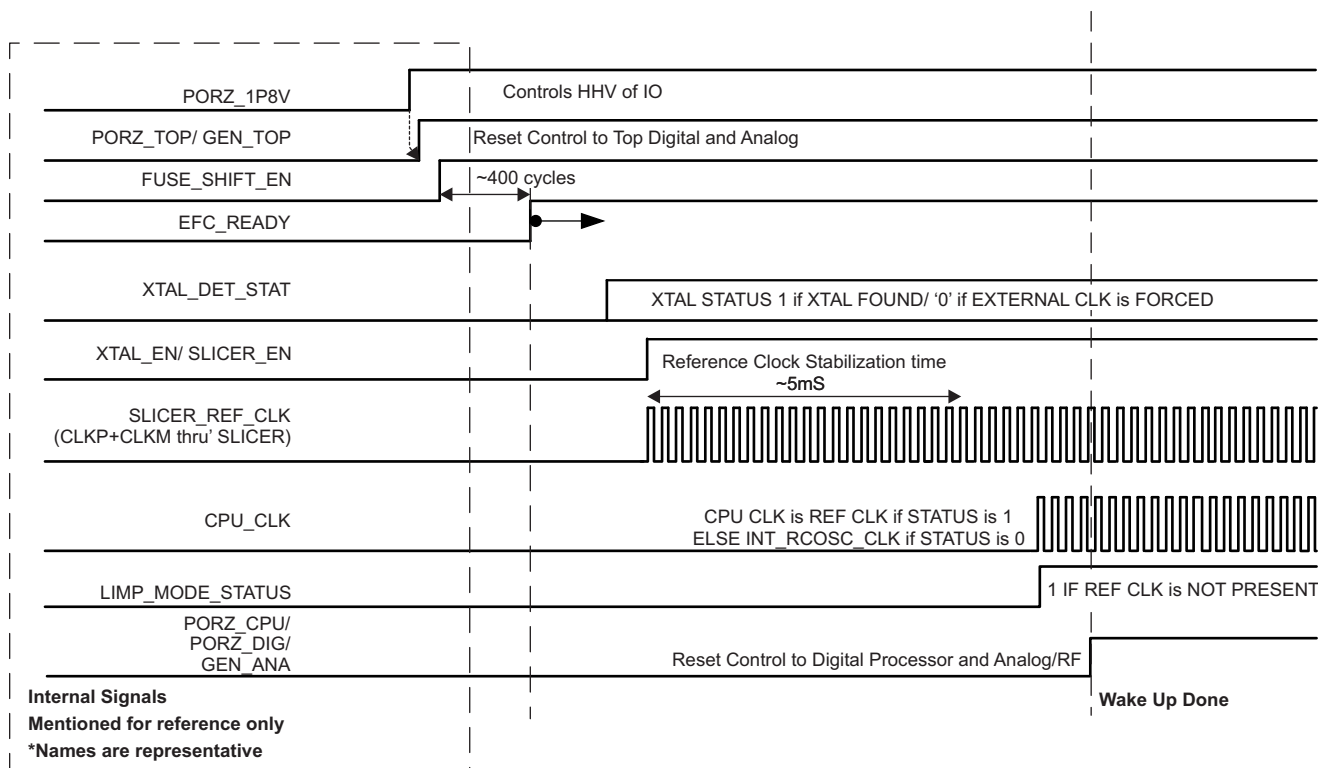 PORZ_1P8V
Controls HHV of IO
PORZ_TOP/ GEN_TOP
Reset Control to Top Digital and Analog
FUSE_SHIFT_EN
~400 cycles
EFC_READY
XTAL_DET_STAT
XTAL STATUS 1 if XTAL FOUND/ ‘0’ if EXTERNAL CLK is FORCED
XTAL_EN/ SLICER_EN
Reference Clock Stabilization time
~5mS
SLICER_REF_CLK
(CLKP+CLKM thru’ SLICER)
CPU_CLK
CPU CLK is REF CLK if STATUS is 1
ELSE INT_RCOSC_CLK if STATUS is 0
LIMP_MODE_STATUS
1 IF REF CLK is NOT PRESENT
PORZ_CPU/
PORZ_DIG/
GEN_ANA
Reset Control to Digital Processor and Analog/RF
Internal Signals
Mentioned for reference only
*Names are representative
Wake Up Done